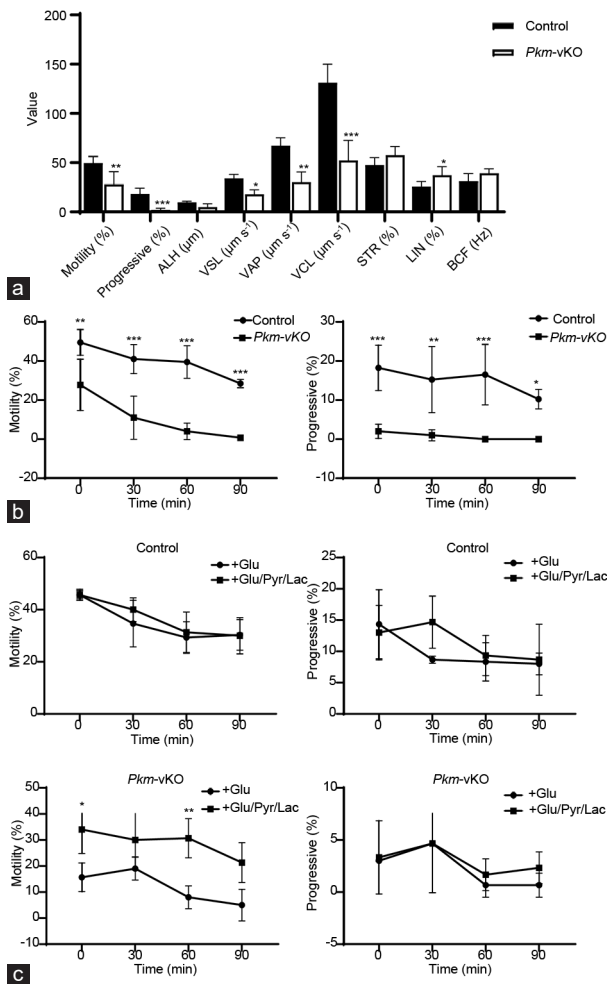 Control
Pkm-vKO
Value
200
150
100
50
0
** *** * ** *** *
Motility (%)
Progressive (%)
ALH (µm)
VSL (µm s⁻¹)
VAP (µm s⁻¹)
VCL (µm s⁻¹)
STR (%)
LIN (%)
BCF (Hz)
a
Control
Pkm-vKO
** *** *** ***
Motility (%)
60
40
20
0
-20
0 30 60 90
Time (min)
Control
Pkm-vKO
*** ** *** *
Progressive (%)
30
20
10
0
-10
0 30 60 90
Time (min)
b
Control
+Glu
+Glu/Pyr/Lac
Motility (%)
60
40
20
0
0 30 60 90
Time (min)
Control
+Glu
+Glu/Pyr/Lac
Progressive (%)
25
20
15
10
5
0
0 30 60 90
Time (min)
Pkm-vKO
+Glu
+Glu/Pyr/Lac
* **
Motility (%)
50
40
30
20
10
0
-10
0 30 60 90
Time (min)
Pkm-vKO
+Glu
+Glu/Pyr/Lac
Progressive (%)
10
5
0
-5
0 30 60 90
Time (min)
c